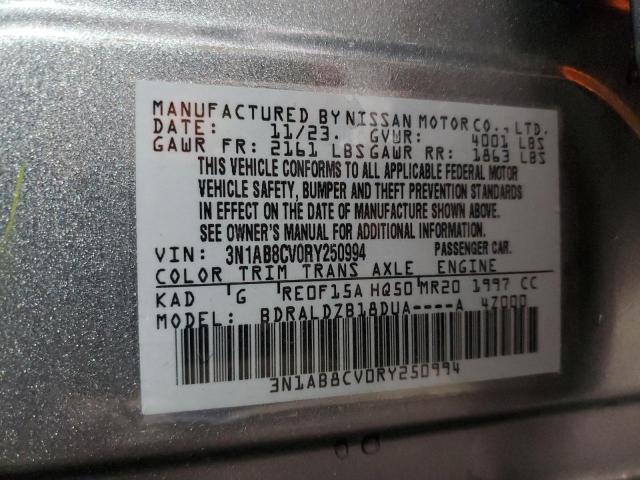 MANUFACTURED BY NISSAN MOTOR CO., LTD.
DATE: 11/23. GVWR: 4001 LBS
GAWR FR: 2161 LBS GAWR RR: 1863 LBS
THIS VEHICLE CONFORMS TO ALL APPLICABLE FEDERAL MOTOR
VEHICLE SAFETY, BUMPER AND THEFT PREVENTION STANDARDS
IN EFFECT ON THE DATE OF MANUFACTURE SHOWN ABOVE.
SEE OWNER'S MANUAL FOR ADDITIONAL INFORMATION.
VIN: 3N1AB8CV0RY250994 PASSENGER CAR.
COLOR TRIM TRANS AXLE ENGINE
KAD G RE0F15A HQ50 MR20 1997 CC
MODEL: BDRALDZB18DUA----A 4Z000
3N1AB8CV0RY250994